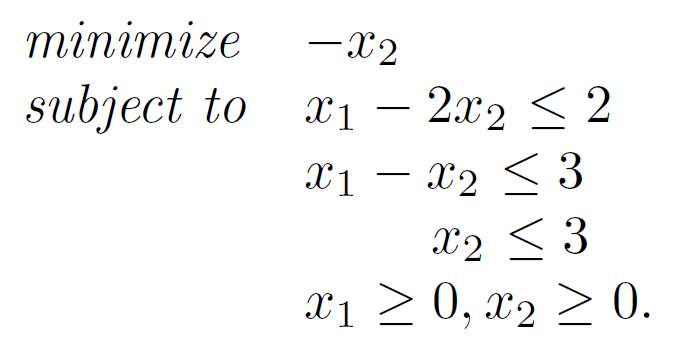 minimize −x₂
subject to x₁ − 2x₂ ≤ 2
x₁ − x₂ ≤ 3
x₂ ≤ 3
x₁ ≥ 0, x₂ ≥ 0.